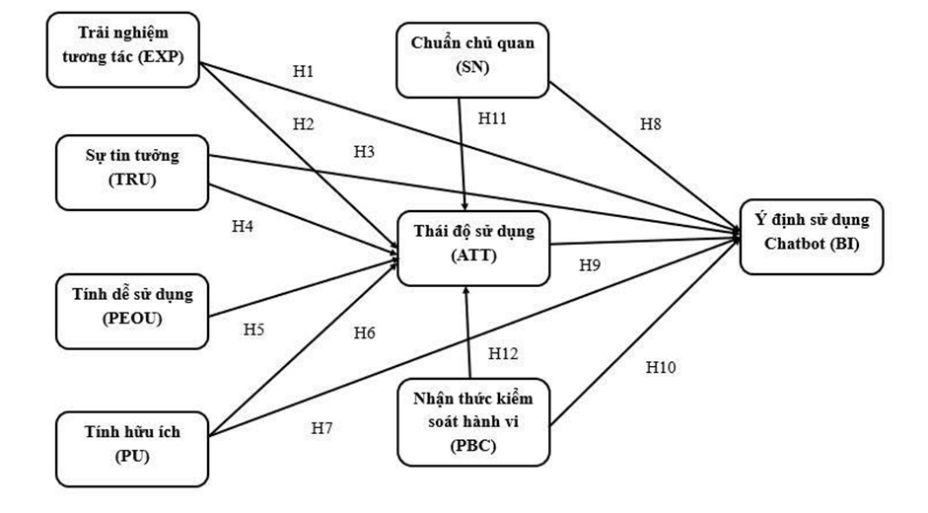 Trải nghiệm
tương tác (EXP)
Chuẩn chủ quan
(SN)
H1
H2
H11
H8
H3
Sự tin tưởng
(TRU)
H4
Thái độ sử dụng
(ATT)
Ý định sử dụng
Chatbot (BI)
H9
Tính dễ sử dụng
(PEOU)
H5
H6
H12
H10
Nhận thức kiểm
soát hành vi
(PBC)
Tính hữu ích
(PU)
H7